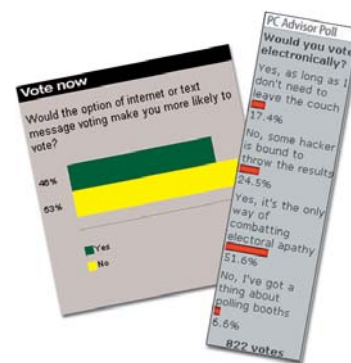 Vote now
Would the option of internet or text
message voting make you more likely to
vote?
46%
53%
Yes
No
PC Advisor Poll
Would you vote
electronically?
Yes, as long as I
don't need to
leave the couch
17.4%
No, some hacker
is bound to
throw the results
24.5%
Yes, it's the only
way of
combatting
electoral apathy
51.6%
No, I've got a
thing about
polling booths
6.6%
822 votes